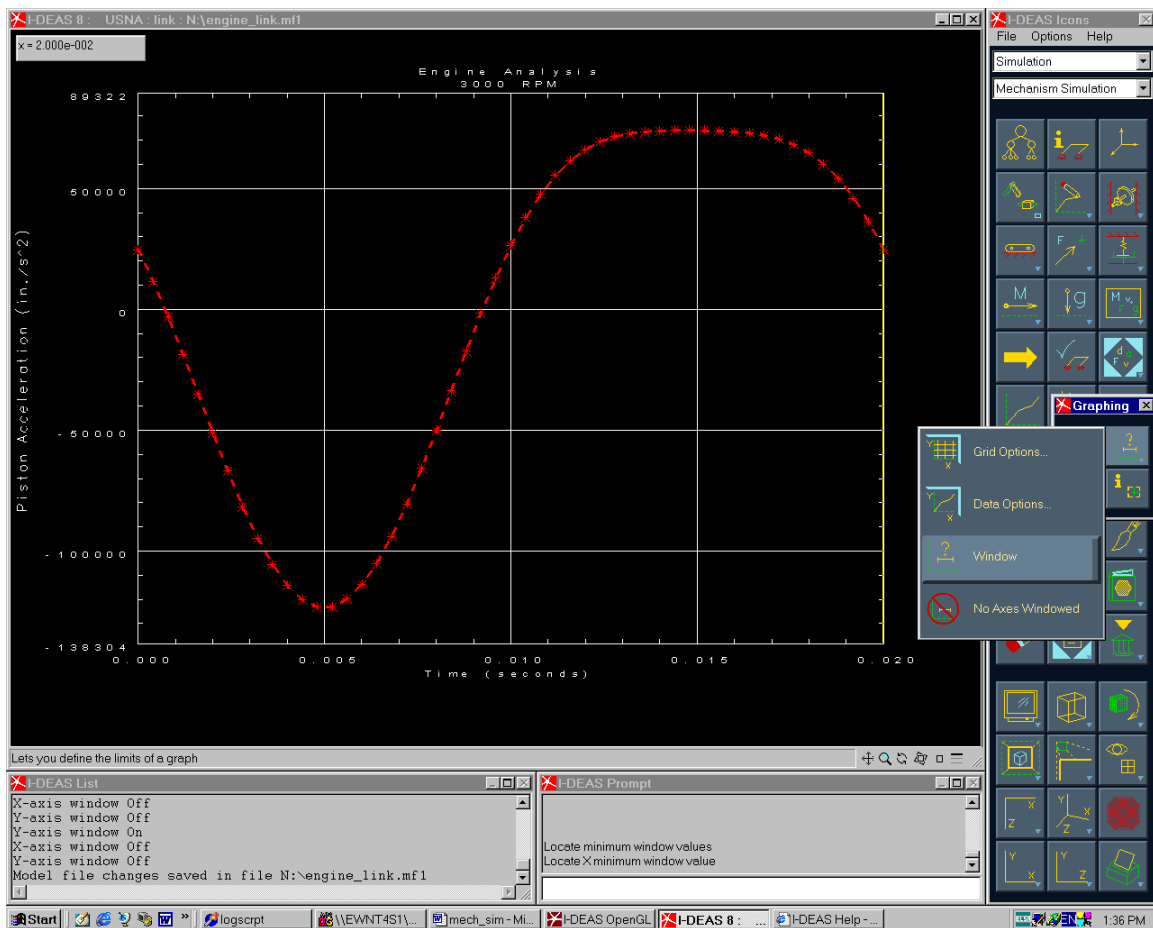 I-DEAS 8 :    USNA : link : N:\engine_link.mf1
x = 2.000e-002
Engine Analysis
3000 RPM
89322
50000
0
-50000
-100000
-138304
Piston Acceleration (in./s^2)
0.000
0.005
0.010
0.015
0.020
Time (seconds)
Lets you define the limits of a graph
I-DEAS Icons
File Options Help
Simulation
Mechanism Simulation
Graphing
Grid Options...
Data Options...
Window
No Axes Windowed
I-DEAS List
X-axis window Off
Y-axis window Off
Y-axis window On
X-axis window Off
Y-axis window Off
Model file changes saved in file N:\engine_link.mf1
I-DEAS Prompt
Locate minimum window values
Locate X minimum window value
Start
logscrpt
\\EWNT4S1\...
mech_sim - Mi...
I-DEAS OpenGL
I-DEAS 8 : ...
I-DEAS Help - ...
EN
1:36 PM